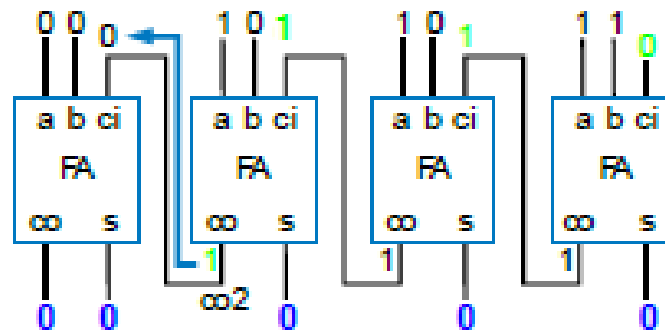 0 0 0 1 0 1 1 0 1 1 1 0
a b ci a b ci a b ci a b ci
FA FA FA FA
co s co s co s co s
1 1 1
co2
0 0 0 0 0